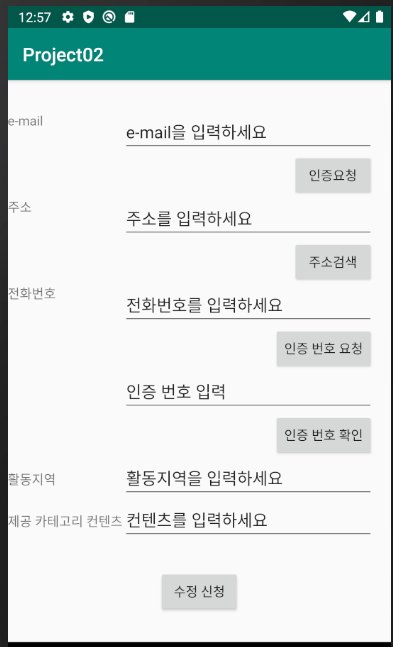 12:57
Project02
e-mail
e-mail을 입력하세요
인증요청
주소
주소를 입력하세요
주소검색
전화번호
전화번호를 입력하세요
인증 번호 요청
인증 번호 입력
인증 번호 확인
활동지역 활동지역을 입력하세요
제공 카테고리 컨텐츠 컨텐츠를 입력하세요
수정 신청